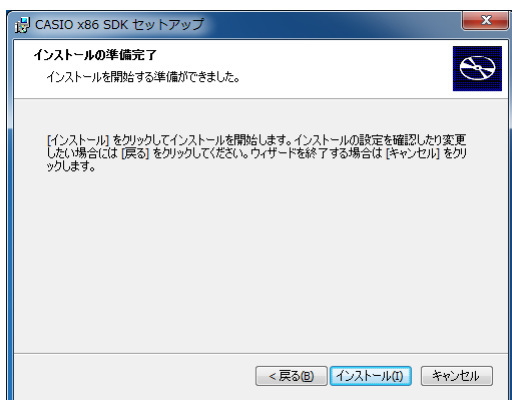 CASIO x86 SDK セットアップ
インストールの準備完了
インストールを開始する準備ができました。
[インストール] をクリックしてインストールを開始します。インストールの設定を確認したり変更
したい場合には [戻る] をクリックしてください。ウィザードを終了する場合は [キャンセル] をクリ
ックします。
< 戻る(B) インストール(I) キャンセル